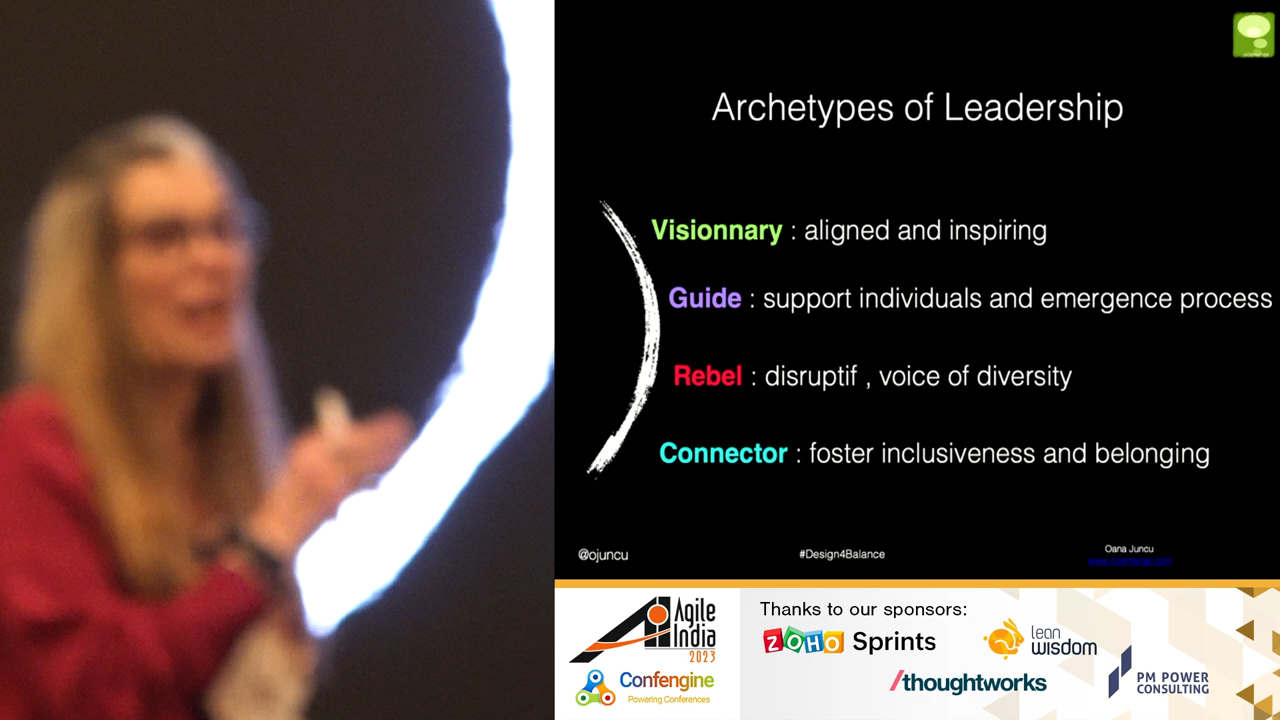 Archetypes of Leadership
Visionnary : aligned and inspiring
Guide : support individuals and emergence process
Rebel : disruptif , voice of diversity
Connector : foster inclusiveness and belonging
@ojuncu
#Design4Balance
Oana Juncu
Agile
India
2023
Confengine
Powering Conferences
Thanks to our sponsors:
ZOHO Sprints
lean
wisdom
/thoughtworks
PM POWER
CONSULTING